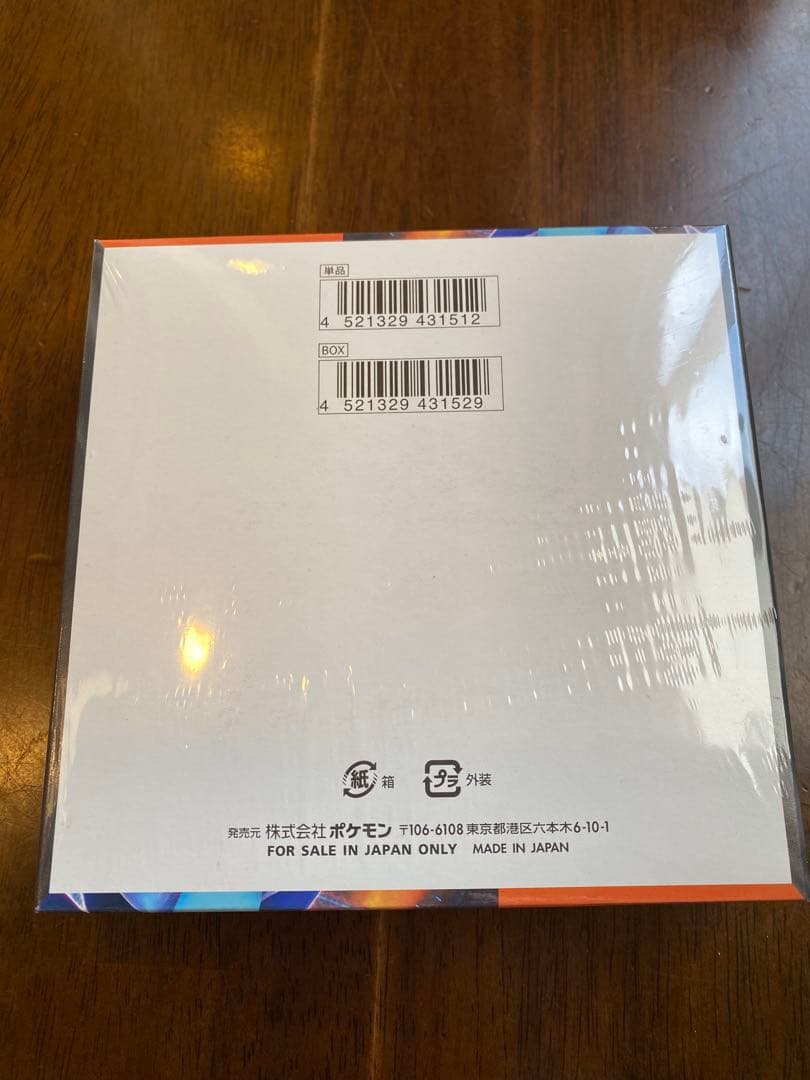 単品
4 521329 431512
BOX
4 521329 431529
紙 箱 プラ 外装
発売元 株式会社 ポケモン 〒106-6108 東京都港区六本木6-10-1
FOR SALE IN JAPAN ONLY MADE IN JAPAN